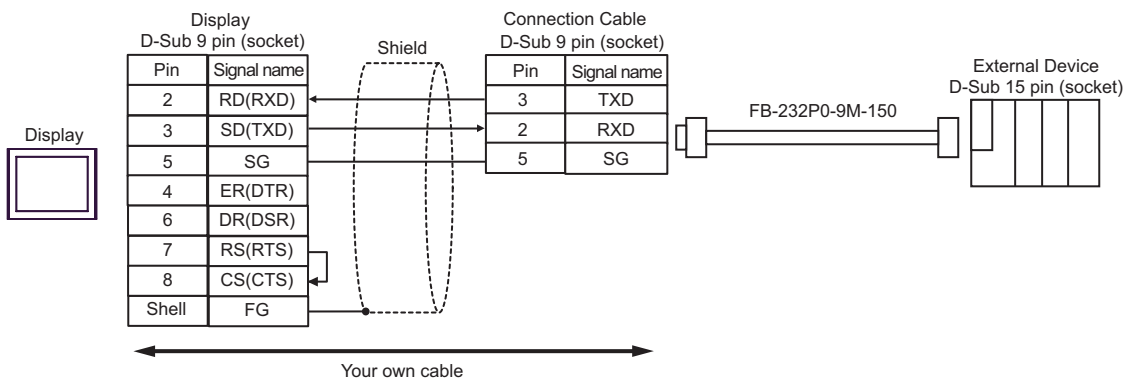 Display
D-Sub 9 pin (socket)
Shield
Connection Cable
D-Sub 9 pin (socket)
Pin Signal name
2 RD(RXD)
3 SD(TXD)
5 SG
4 ER(DTR)
6 DR(DSR)
7 RS(RTS)
8 CS(CTS)
Shell FG
Pin Signal name
3 TXD
2 RXD
5 SG
FB-232P0-9M-150
External Device
D-Sub 15 pin (socket)
Display
Your own cable